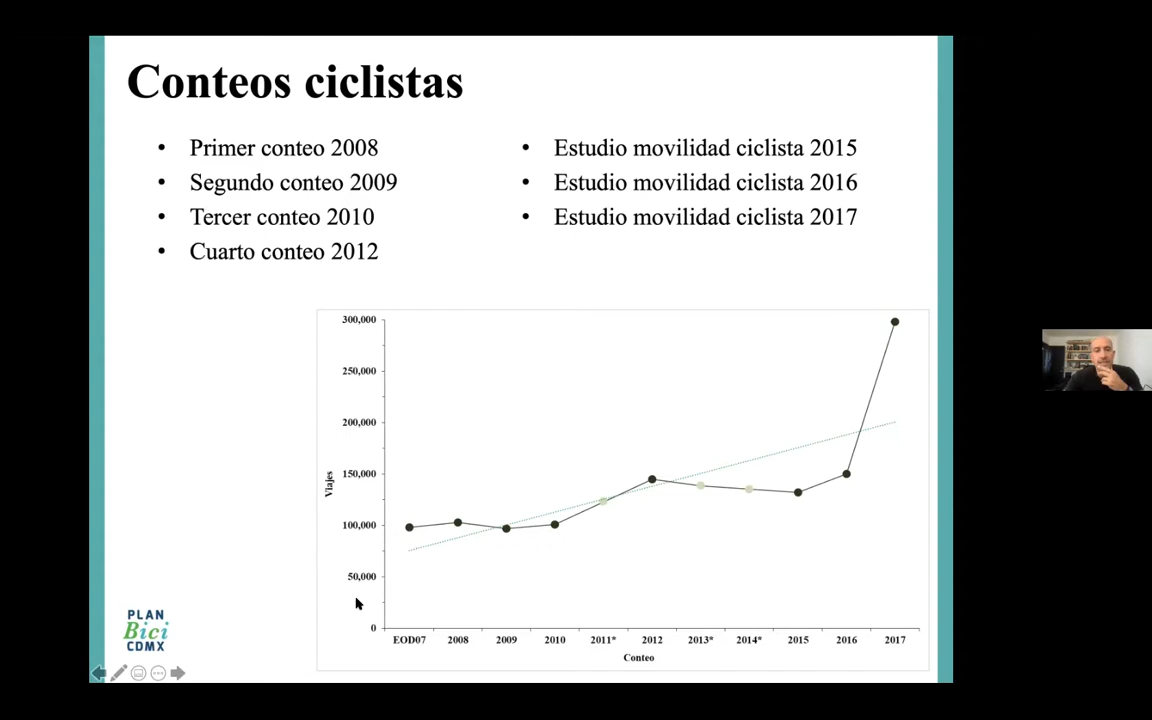 Conteos ciclistas
• Primer conteo 2008
• Segundo conteo 2009
• Tercer conteo 2010
• Cuarto conteo 2012
• Estudio movilidad ciclista 2015
• Estudio movilidad ciclista 2016
• Estudio movilidad ciclista 2017
300,000
250,000
200,000
150,000
100,000
50,000
0
Viajes
EOD07 2008 2009 2010 2011* 2012 2013* 2014* 2015 2016 2017
Conteo
PLAN
Bici
CDMX